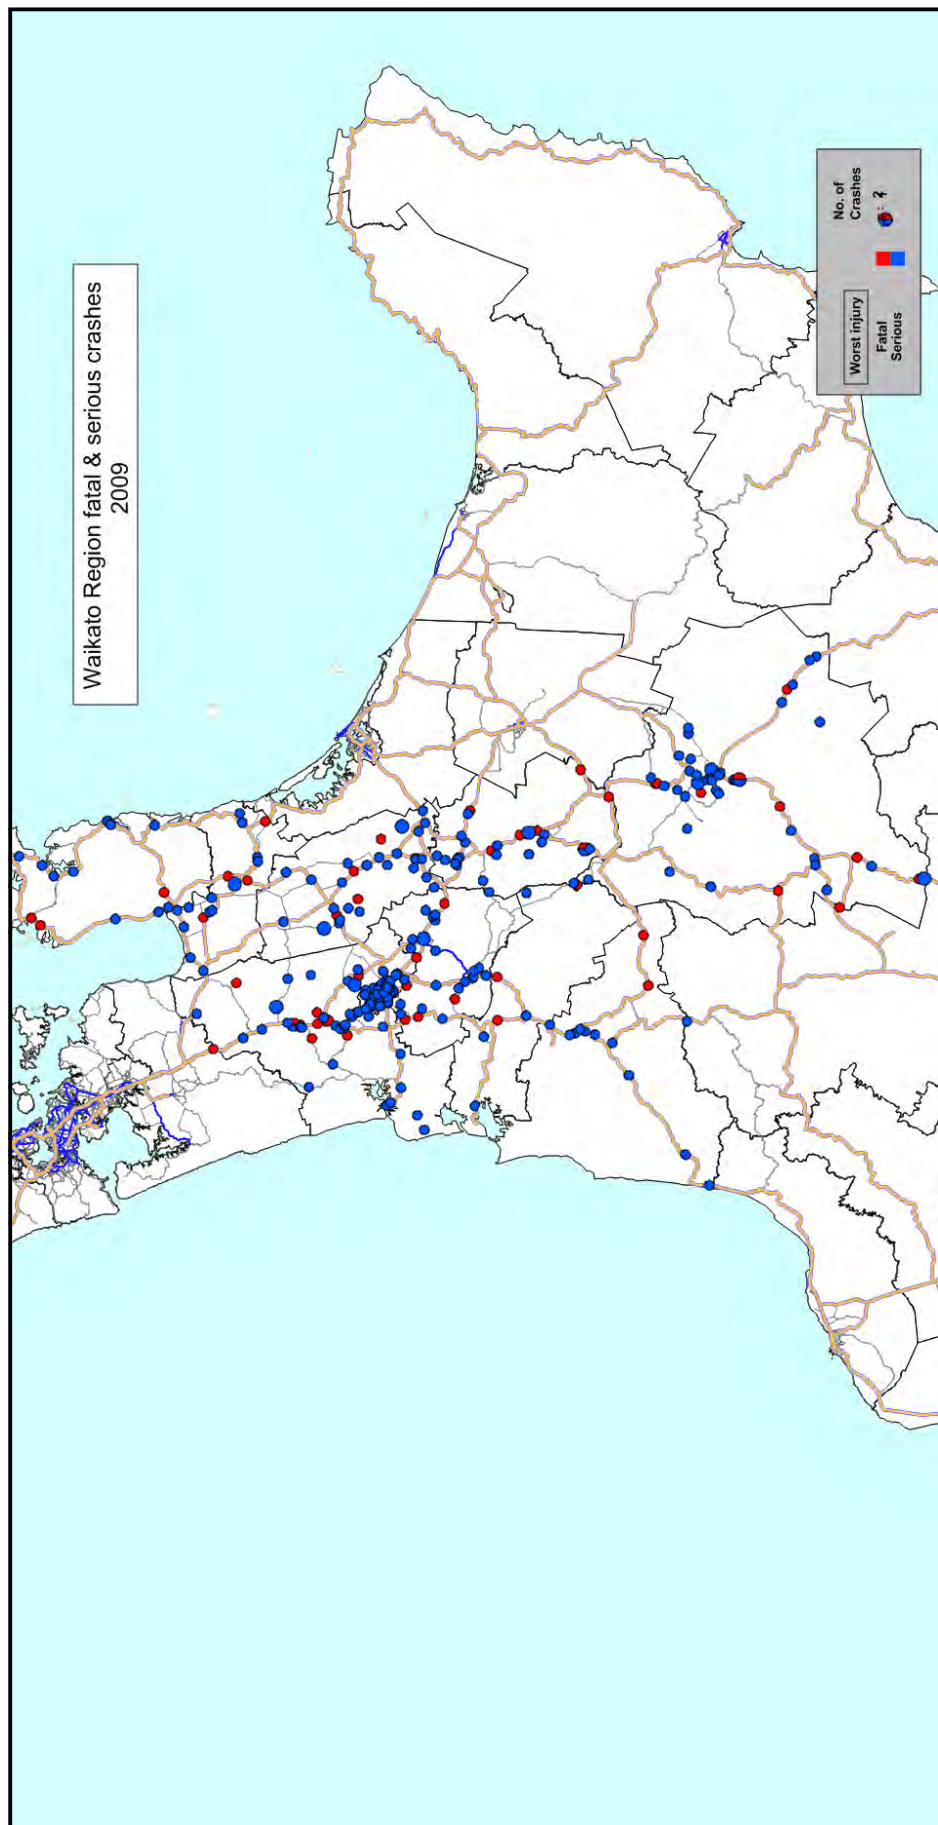 Waikato Region fatal & serious crashes
2009
Worst injury
Fatal
Serious
No. of
Crashes